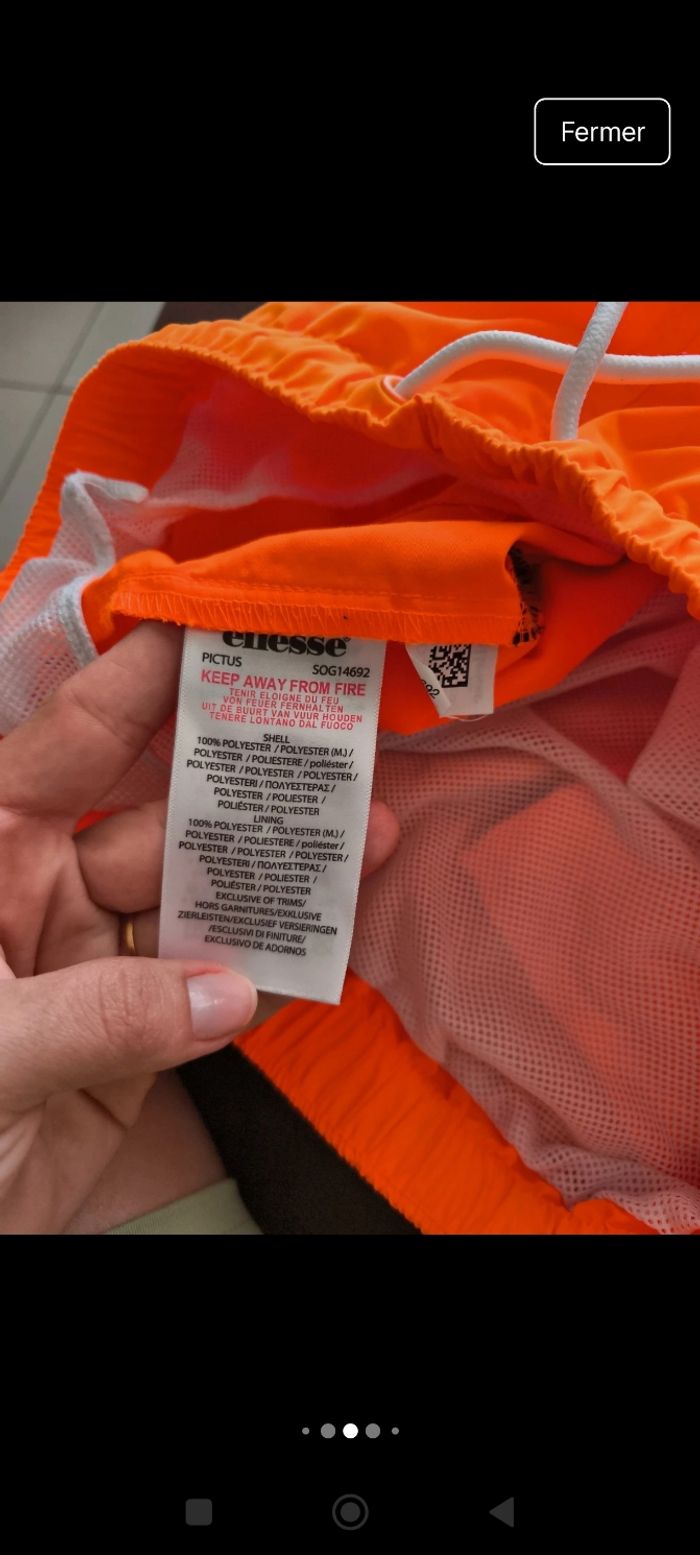 Fermer
ellesse
PICTUS SOG14692
KEEP AWAY FROM FIRE
TENIR ELOIGNE DU FEU
VON FEUER FERNHALTEN
UIT DE BUURT VAN VUUR HOUDEN
TENERE LONTANO DAL FUOCO
SHELL
100% POLYESTER / POLYESTER (M.) /
POLYESTER / POLIESTERE / poliéster /
POLYESTER / POLYESTER / POLYESTER /
POLYESTERI / ΠΟΛΥΕΣΤΕΡΑΣ /
POLYESTER / POLIESTER /
POLIÉSTER / POLYESTER
LINING
100% POLYESTER / POLYESTER (M.) /
POLYESTER / POLIESTERE / poliéster /
POLYESTER / POLYESTER / POLYESTER /
POLYESTERI / ΠΟΛΥΕΣΤΕΡΑΣ /
POLYESTER / POLIESTER /
POLIÉSTER / POLYESTER
EXCLUSIVE OF TRIMS/
HORS GARNITURES/EXKLUSIVE
ZIERLEISTEN/EXCLUSIEF VERSIERINGEN
/ESCLUSIVI DI FINITURE/
EXCLUSIVO DE ADORNOS